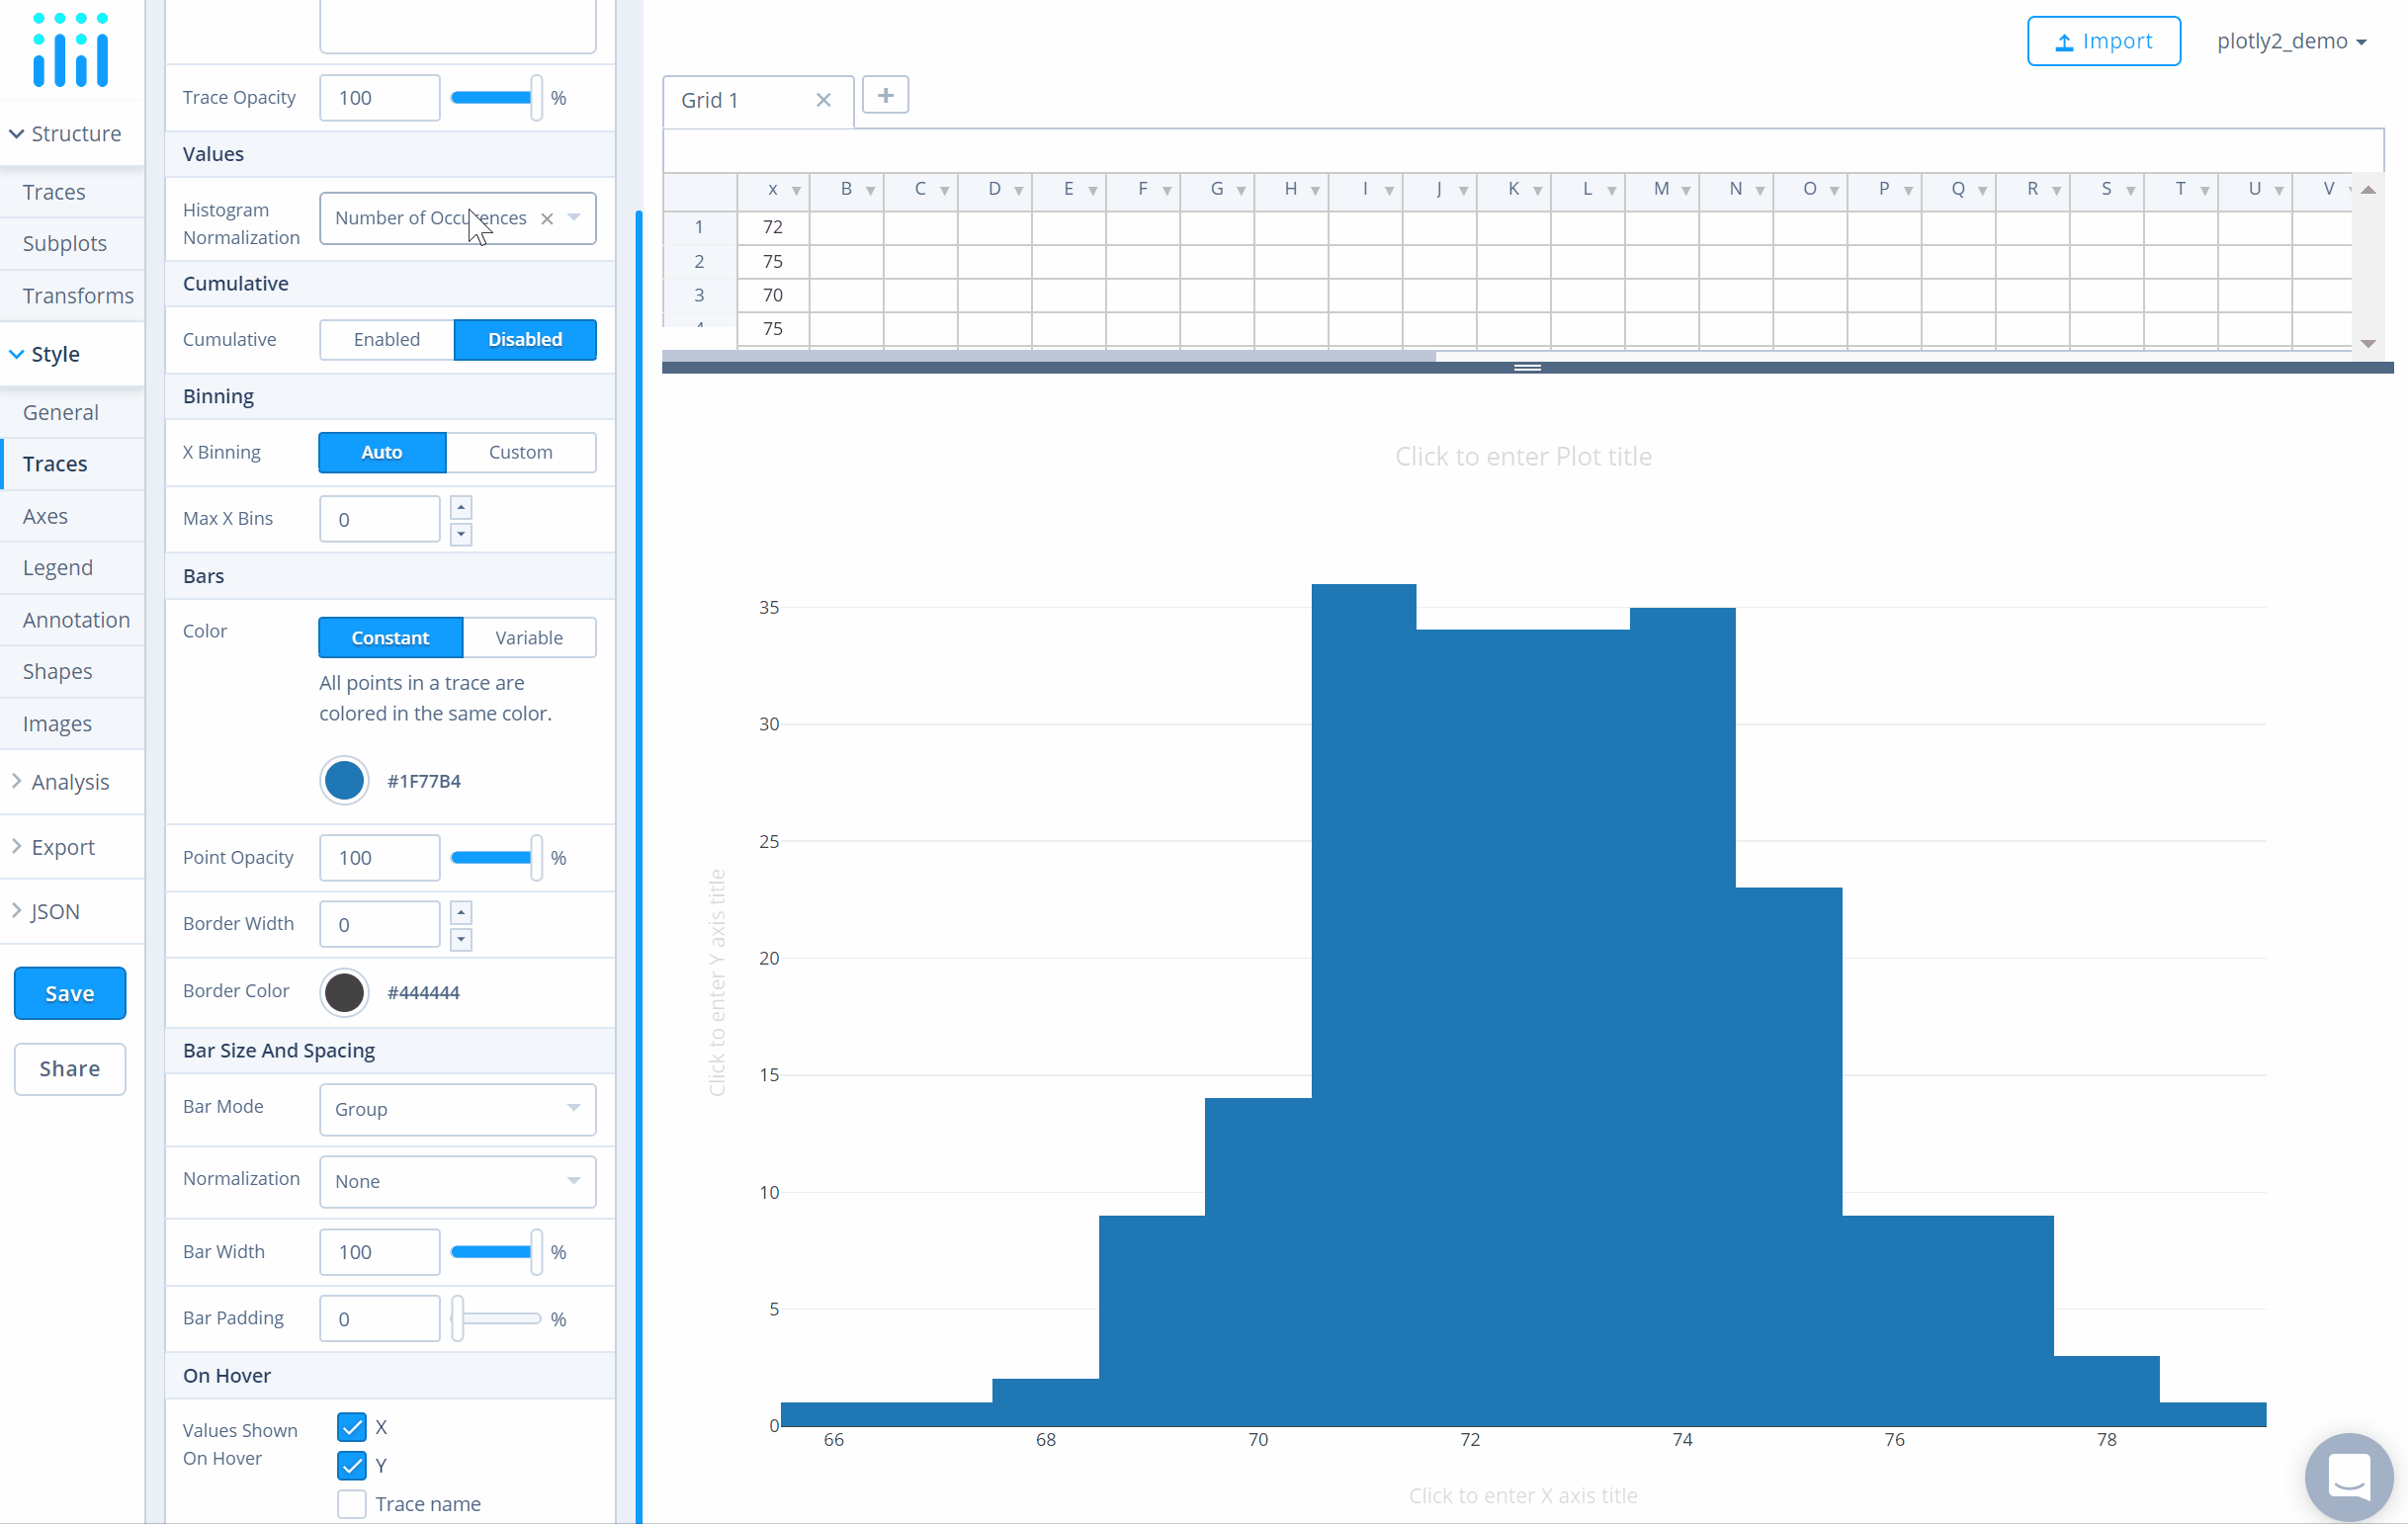 Import
plotly2_demo
Structure
Traces
Subplots
Transforms
Style
General
Traces
Axes
Legend
Annotation
Shapes
Images
Analysis
Export
JSON
Save
Share
Trace Opacity
100
%
Values
Histogram
Normalization
Number of Occurences
Cumulative
Cumulative
Enabled
Disabled
Binning
X Binning
Auto
Custom
Max X Bins
0
Bars
Color
Constant
Variable
All points in a trace are
colored in the same color.
#1F77B4
Point Opacity
100
%
Border Width
0
Border Color
#444444
Bar Size And Spacing
Bar Mode
Group
Normalization
None
Bar Width
100
%
Bar Padding
0
%
On Hover
Values Shown
On Hover
X
Y
Trace name
Grid 1
+
x B C D E F G H I J K L M N O P Q R S T U V
1 72
2 75
3 70
4 75
Click to enter Plot title
Click to enter Y axis title
35
30
25
20
15
10
5
0
66 68 70 72 74 76 78
Click to enter X axis title